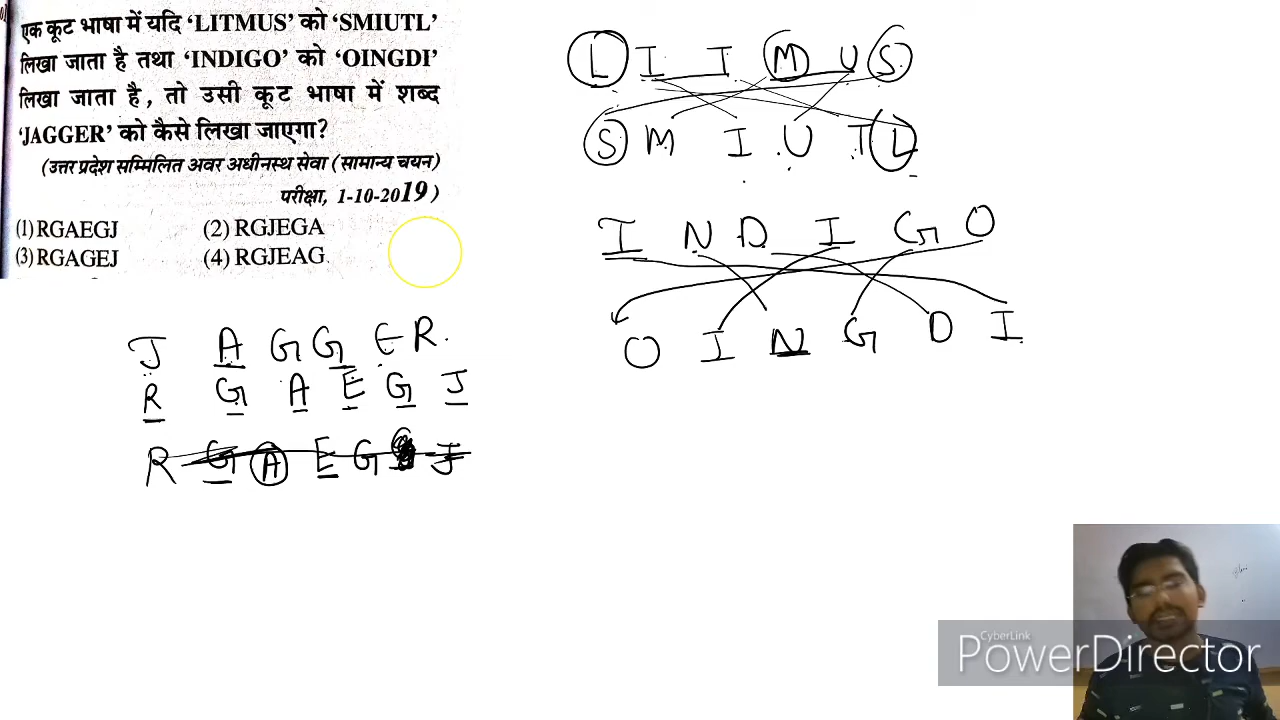 एक कूट भाषा में यदि ‘LITMUS’ को ‘SMIUTL’
लिखा जाता है तथा ‘INDIGO’ को ‘OINGDI’
लिखा जाता है, तो उसी कूट भाषा में शब्द
‘JAGGER’ को कैसे लिखा जाएगा?
(उत्तर प्रदेश सम्मिलित अवर अधीनस्थ सेवा (सामान्य चयन)
परीक्षा, 1-10-2019)
(1) RGAEGJ (2) RGJEGA
(3) RGAGEJ (4) RGJEAG
L I T M U S
S M I U T L
I N D I G O
O I N G D I
J A G G E R.
R G A E G J
R G A E G J
CyberLink
PowerDirector